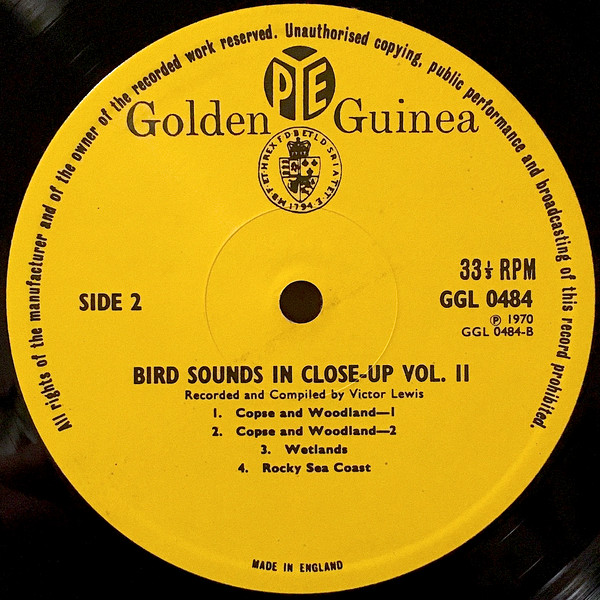 All rights of the manufacturer and of the owner of the recorded work reserved. Unauthorised copying, public performance and broadcasting of this record prohibited.
PYE
Golden Guinea
1794
SIDE 2
33⅓ RPM
GGL 0484
Ⓟ 1970
GGL 0484-B
BIRD SOUNDS IN CLOSE-UP VOL. II
Recorded and Compiled by Victor Lewis
1. Copse and Woodland—1
2. Copse and Woodland—2
3. Wetlands
4. Rocky Sea Coast
MADE IN ENGLAND